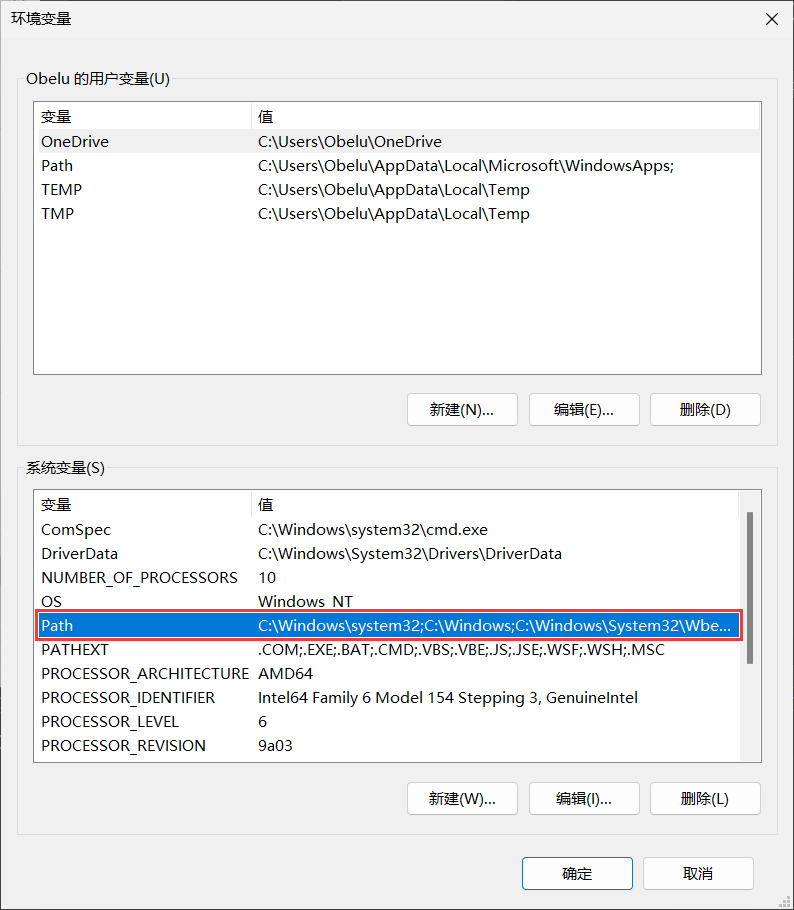 环境变量
Obelu 的用户变量(U)
变量 值
OneDrive C:\Users\Obelu\OneDrive
Path C:\Users\Obelu\AppData\Local\Microsoft\WindowsApps;
TEMP C:\Users\Obelu\AppData\Local\Temp
TMP C:\Users\Obelu\AppData\Local\Temp
新建(N)... 编辑(E)... 删除(D)
系统变量(S)
变量 值
ComSpec C:\Windows\system32\cmd.exe
DriverData C:\Windows\System32\Drivers\DriverData
NUMBER_OF_PROCESSORS 10
OS Windows_NT
Path C:\Windows\system32;C:\Windows;C:\Windows\System32\Wbe...
PATHEXT .COM;.EXE;.BAT;.CMD;.VBS;.VBE;.JS;.JSE;.WSF;.WSH;.MSC
PROCESSOR_ARCHITECTURE AMD64
PROCESSOR_IDENTIFIER Intel64 Family 6 Model 154 Stepping 3, GenuineIntel
PROCESSOR_LEVEL 6
PROCESSOR_REVISION 9a03
新建(W)... 编辑(I)... 删除(L)
确定 取消